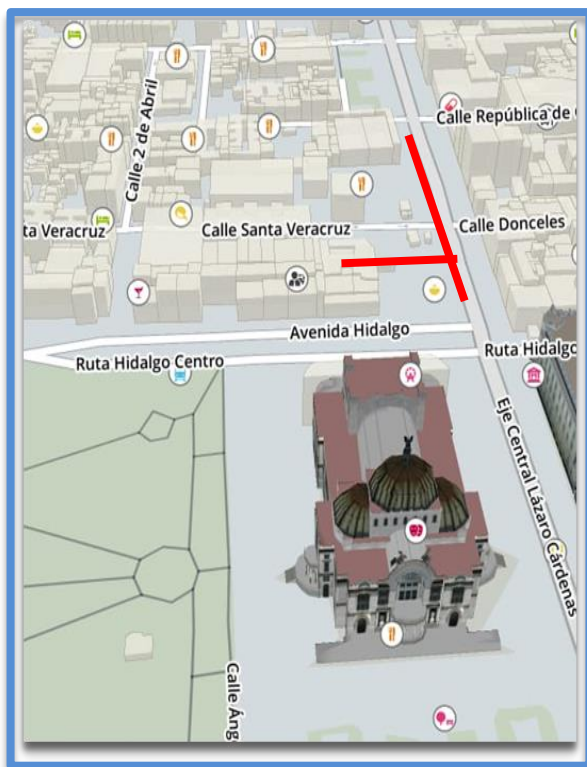 Calle República de
Calle 2 de Abril
ta Veracruz
Calle Santa Veracruz
Calle Donceles
Avenida Hidalgo
Ruta Hidalgo Centro
Ruta Hidalgo
Eje Central Lázaro Cárdenas
Calle Áng